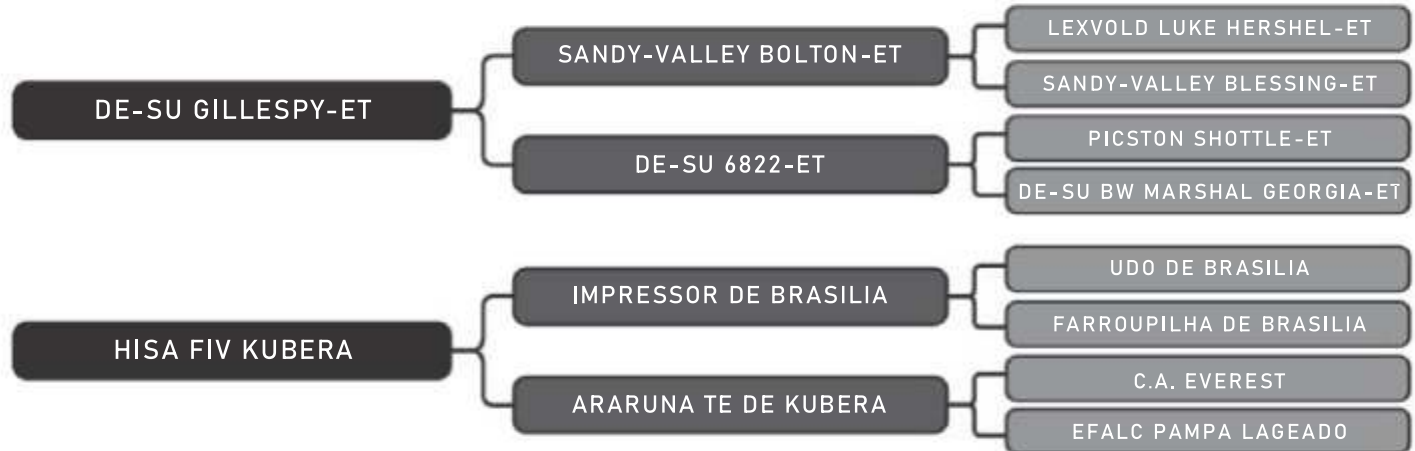 DE-SU GILLESPY-ET
SANDY-VALLEY BOLTON-ET
LEXVOLD LUKE HERSHEL-ET
SANDY-VALLEY BLESSING-ET
DE-SU 6822-ET
PICSTON SHOTTLE-ET
DE-SU BW MARSHAL GEORGIA-ET
HISA FIV KUBERA
IMPRESSOR DE BRASILIA
UDO DE BRASILIA
FARROUPILHA DE BRASILIA
ARARUNA TE DE KUBERA
C.A. EVEREST
EFALC PAMPA LAGEADO